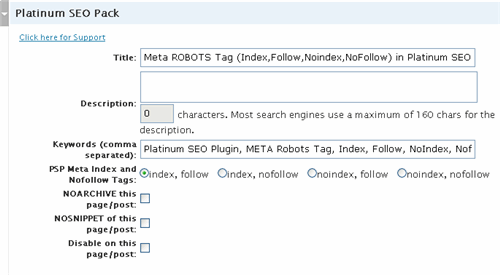 Platinum SEO Pack
Click here for Support
Title: Meta ROBOTS Tag (Index,Follow,Noindex,NoFollow) in Platinum SEO
Description:
0 characters. Most search engines use a maximum of 160 chars for the
description.
Keywords (comma
separated): Platinum SEO Plugin, META Robots Tag, Index, Follow, NoIndex, Nof
PSP Meta Index and
Nofollow Tags: index, follow index, nofollow noindex, follow noindex, nofollow
NOARCHIVE this
page/post:
NOSNIPPET of this
page/post:
Disable on this
page/post: